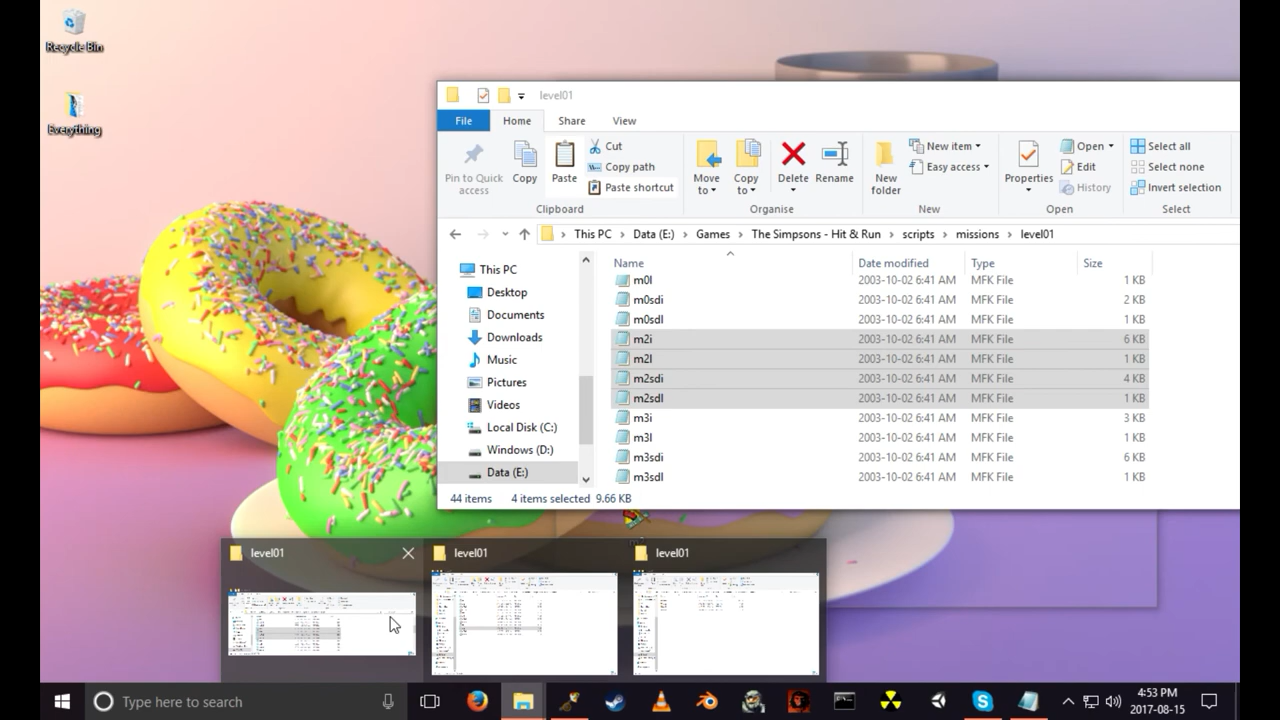 Recycle Bin
Everything
level01
File Home Share View
Pin to Quick access
Copy
Paste
Cut
Copy path
Paste shortcut
Clipboard
Move to
Copy to
Delete
Rename
Organise
New folder
New item
Easy access
New
Properties
Open
Edit
History
Open
Select all
Select none
Invert selection
Select
This PC Data (E:) Games The Simpsons - Hit & Run scripts missions level01
This PC
Desktop
Documents
Downloads
Music
Pictures
Videos
Local Disk (C:)
Windows (D:)
Data (E:)
Name Date modified Type Size
m0l 2003-10-02 6:41 AM MFK File 1 KB
m0sdi 2003-10-02 6:41 AM MFK File 2 KB
m0sdl 2003-10-02 6:41 AM MFK File 1 KB
m2i 2003-10-02 6:41 AM MFK File 6 KB
m2l 2003-10-02 6:41 AM MFK File 1 KB
m2sdi 2003-10-02 6:41 AM MFK File 4 KB
m2sdl 2003-10-02 6:41 AM MFK File 1 KB
m3i 2003-10-02 6:41 AM MFK File 3 KB
m3l 2003-10-02 6:41 AM MFK File 1 KB
m3sdi 2003-10-02 6:41 AM MFK File 6 KB
m3sdl 2003-10-02 6:41 AM MFK File 1 KB
44 items 4 items selected 9.66 KB
level01 level01 level01
Type here to search
4:53 PM
2017-08-15